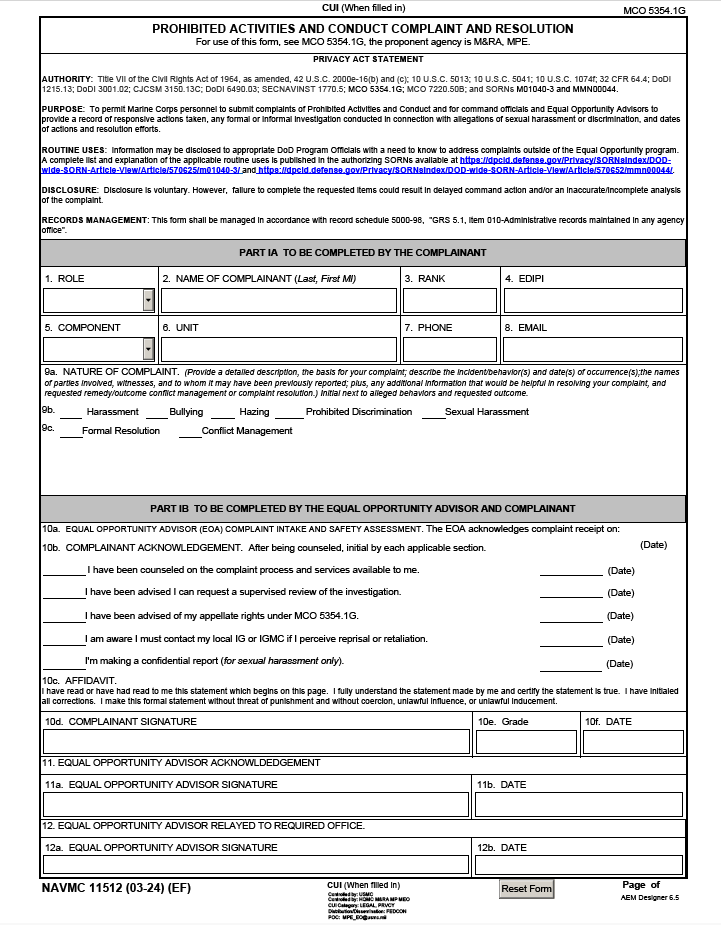 CUI (When filled in)
MCO 5354.1G
PROHIBITED ACTIVITIES AND CONDUCT COMPLAINT AND RESOLUTION
For use of this form, see MCO 5354.1G, the proponent agency is M&RA, MPE.
PRIVACY ACT STATEMENT
AUTHORITY: Title VII of the Civil Rights Act of 1964, as amended, 42 U.S.C. 2000e-16(b) and (c); 10 U.S.C. 5013; 10 U.S.C. 5041; 10 U.S.C. 1074f; 32 CFR 64.4; DoDI
1215.13; DoDI 3001.02; CJCSM 3150.13C; DoDI 6490.03; SECNAVINST 1770.5; MCO 5354.1G; MCO 7220.50B; and SORNs M01040-3 and MMN00044.
PURPOSE: To permit Marine Corps personnel to submit complaints of Prohibited Activities and Conduct and for command officials and Equal Opportunity Advisors to
provide a record of responsive actions taken, any formal or informal investigation conducted in connection with allegations of sexual harassment or discrimination, and dates
of actions and resolution efforts.
ROUTINE USES: Information may be disclosed to appropriate DoD Program Officials with a need to know to address complaints outside of the Equal Opportunity program.
A complete list and explanation of the applicable routine uses is published in the authorizing SORNs available at https://dpcld.defense.gov/Privacy/SORNsIndex/DOD-
wide-SORN-Article-View/Article/570625/m01040-3/ and https://dpcld.defense.gov/Privacy/SORNsIndex/DOD-wide-SORN-Article-View/Article/570652/mmn00044/.
DISCLOSURE: Disclosure is voluntary. However, failure to complete the requested items could result in delayed command action and/or an inaccurate/incomplete analysis
of the complaint.
RECORDS MANAGEMENT: This form shall be managed in accordance with record schedule 5000-98, "GRS 5.1, Item 010-Administrative records maintained in any agency
office".
PART IA TO BE COMPLETED BY THE COMPLAINANT
1. ROLE 2. NAME OF COMPLAINANT (Last, First MI) 3. RANK 4. EDIPI
5. COMPONENT 6. UNIT 7. PHONE 8. EMAIL
9a. NATURE OF COMPLAINT. (Provide a detailed description, the basis for your complaint; describe the incident/behavior(s) and date(s) of occurrence(s);the names
of parties involved, witnesses, and to whom it may have been previously reported; plus, any additional information that would be helpful in resolving your complaint, and
requested remedy/outcome conflict management or complaint resolution.) Initial next to alleged behaviors and requested outcome.
9b. ____ Harassment ____ Bullying ____ Hazing ____ Prohibited Discrimination ____ Sexual Harassment
9c. ____ Formal Resolution ____ Conflict Management
PART IB TO BE COMPLETED BY THE EQUAL OPPORTUNITY ADVISOR AND COMPLAINANT
10a. EQUAL OPPORTUNITY ADVISOR (EOA) COMPLAINT INTAKE AND SAFETY ASSESSMENT. The EOA acknowledges complaint receipt on:
(Date)
10b. COMPLAINANT ACKNOWLEDGEMENT. After being counseled, initial by each applicable section.
________ I have been counseled on the complaint process and services available to me. ________ (Date)
________ I have been advised I can request a supervised review of the investigation. ________ (Date)
________ I have been advised of my appellate rights under MCO 5354.1G. ________ (Date)
________ I am aware I must contact my local IG or IGMC if I perceive reprisal or retaliation. ________ (Date)
________ I'm making a confidential report (for sexual harassment only). ________ (Date)
10c. AFFIDAVIT.
I have read or have had read to me this statement which begins on this page. I fully understand the statement made by me and certify the statement is true. I have initialed
all corrections. I make this formal statement without threat of punishment and without coercion, unlawful influence, or unlawful inducement.
10d. COMPLAINANT SIGNATURE 10e. Grade 10f. DATE
11. EQUAL OPPORTUNITY ADVISOR ACKNOWLDEDGEMENT
11a. EQUAL OPPORTUNITY ADVISOR SIGNATURE 11b. DATE
12. EQUAL OPPORTUNITY ADVISOR RELAYED TO REQUIRED OFFICE.
12a. EQUAL OPPORTUNITY ADVISOR SIGNATURE 12b. DATE
NAVMC 11512 (03-24) (EF)
CUI (When filled in)
Controlled by: USMC
Controlled by: HQMC M&RA MP MEO
CUI Category: LEGAL, PRVCY
Distribution/Dissemination: FEDCON
POC: MPE_EO@usmc.mil
Reset Form
Page of
AEM Designer 6.5